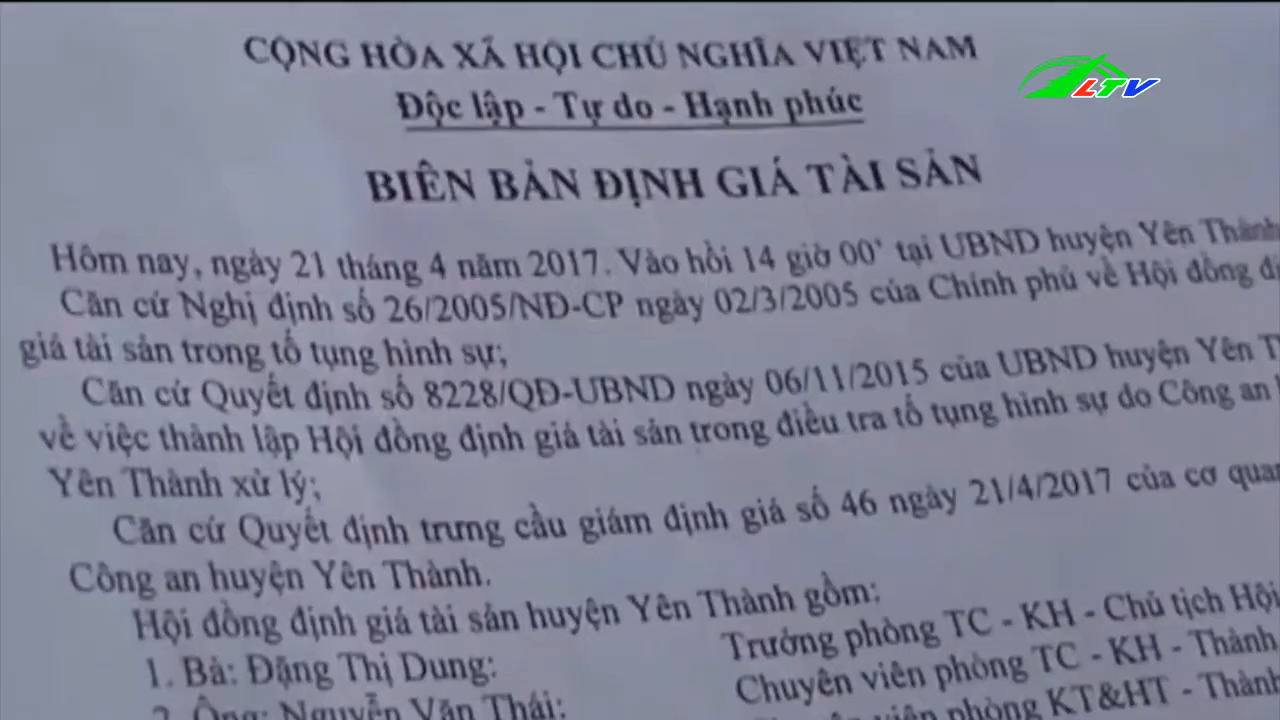 CỘNG HÒA XÃ HỘI CHỦ NGHĨA VIỆT NAM
LTV
Độc lập - Tự do - Hạnh phúc
BIÊN BẢN ĐỊNH GIÁ TÀI SẢN
Hôm nay, ngày 21 tháng 4 năm 2017. Vào hồi 14 giờ 00' tại UBND huyện Yên Thành
Căn cứ Nghị định số 26/2005/NĐ-CP ngày 02/3/2005 của Chính phủ về Hội đồng
giá tài sản trong tố tụng hình sự;
Căn cứ Quyết định số 8228/QĐ-UBND ngày 06/11/2015 của UBND huyện Yên
về việc thành lập Hội đồng định giá tài sản trong điều tra tố tụng hình sự do Công an
Yên Thành xử lý;
Căn cứ Quyết định trưng cầu giám định giá số 46 ngày 21/4/2017 của cơ quan
Công an huyện Yên Thành.
Hội đồng định giá tài sản huyện Yên Thành gồm:
1. Bà: Đặng Thị Dung: Trưởng phòng TC - KH - Chủ tịch Hội
2. Ông: Nguyễn Văn Thái: Chuyên viên phòng TC - KH - Thành
Chuyên viên phòng KT&HT - Thành